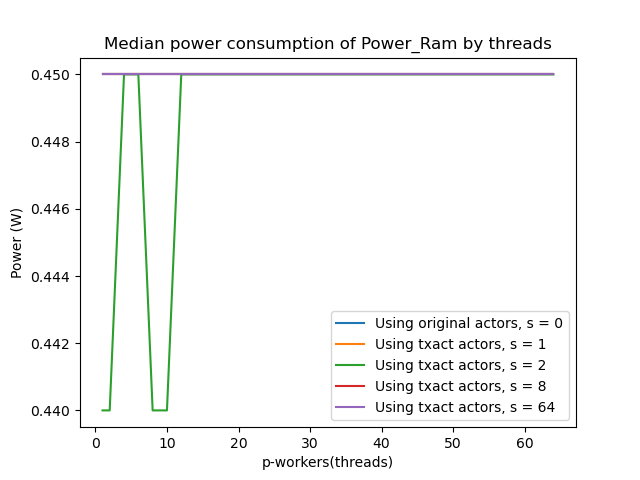 Median power consumption of Power_Ram by threads
0.450
0.448
0.446
0.444
0.442
0.440
Power (W)
Using original actors, s = 0
Using txact actors, s = 1
Using txact actors, s = 2
Using txact actors, s = 8
Using txact actors, s = 64
0 10 20 30 40 50 60
p-workers(threads)